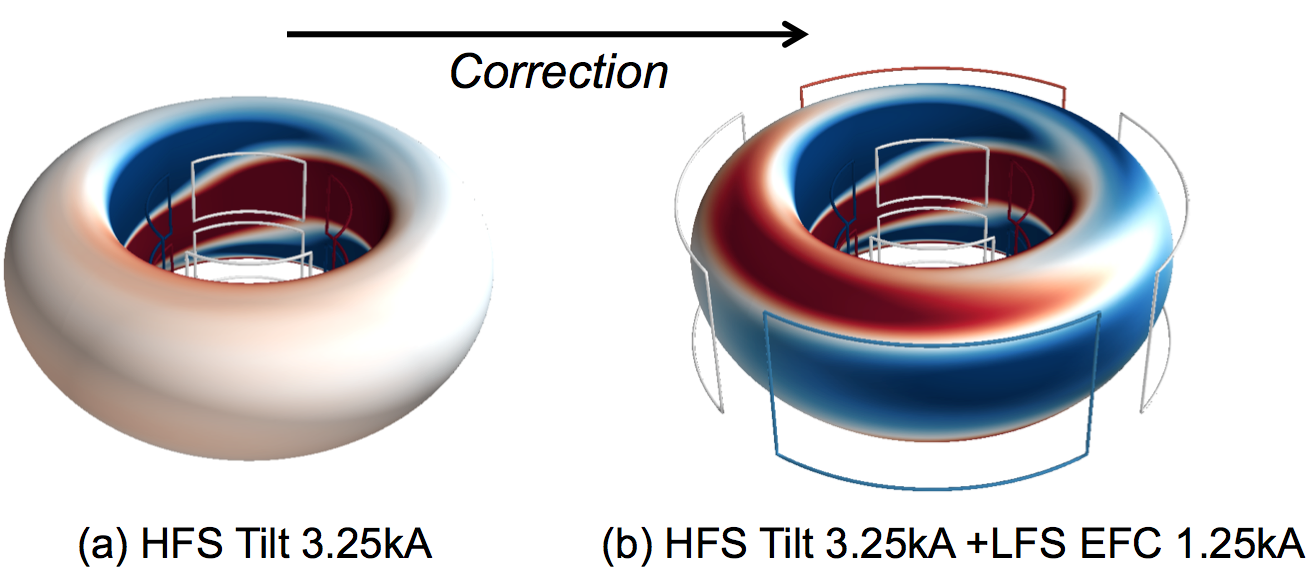 Correction
(a) HFS Tilt 3.25kA
(b) HFS Tilt 3.25kA +LFS EFC 1.25kA